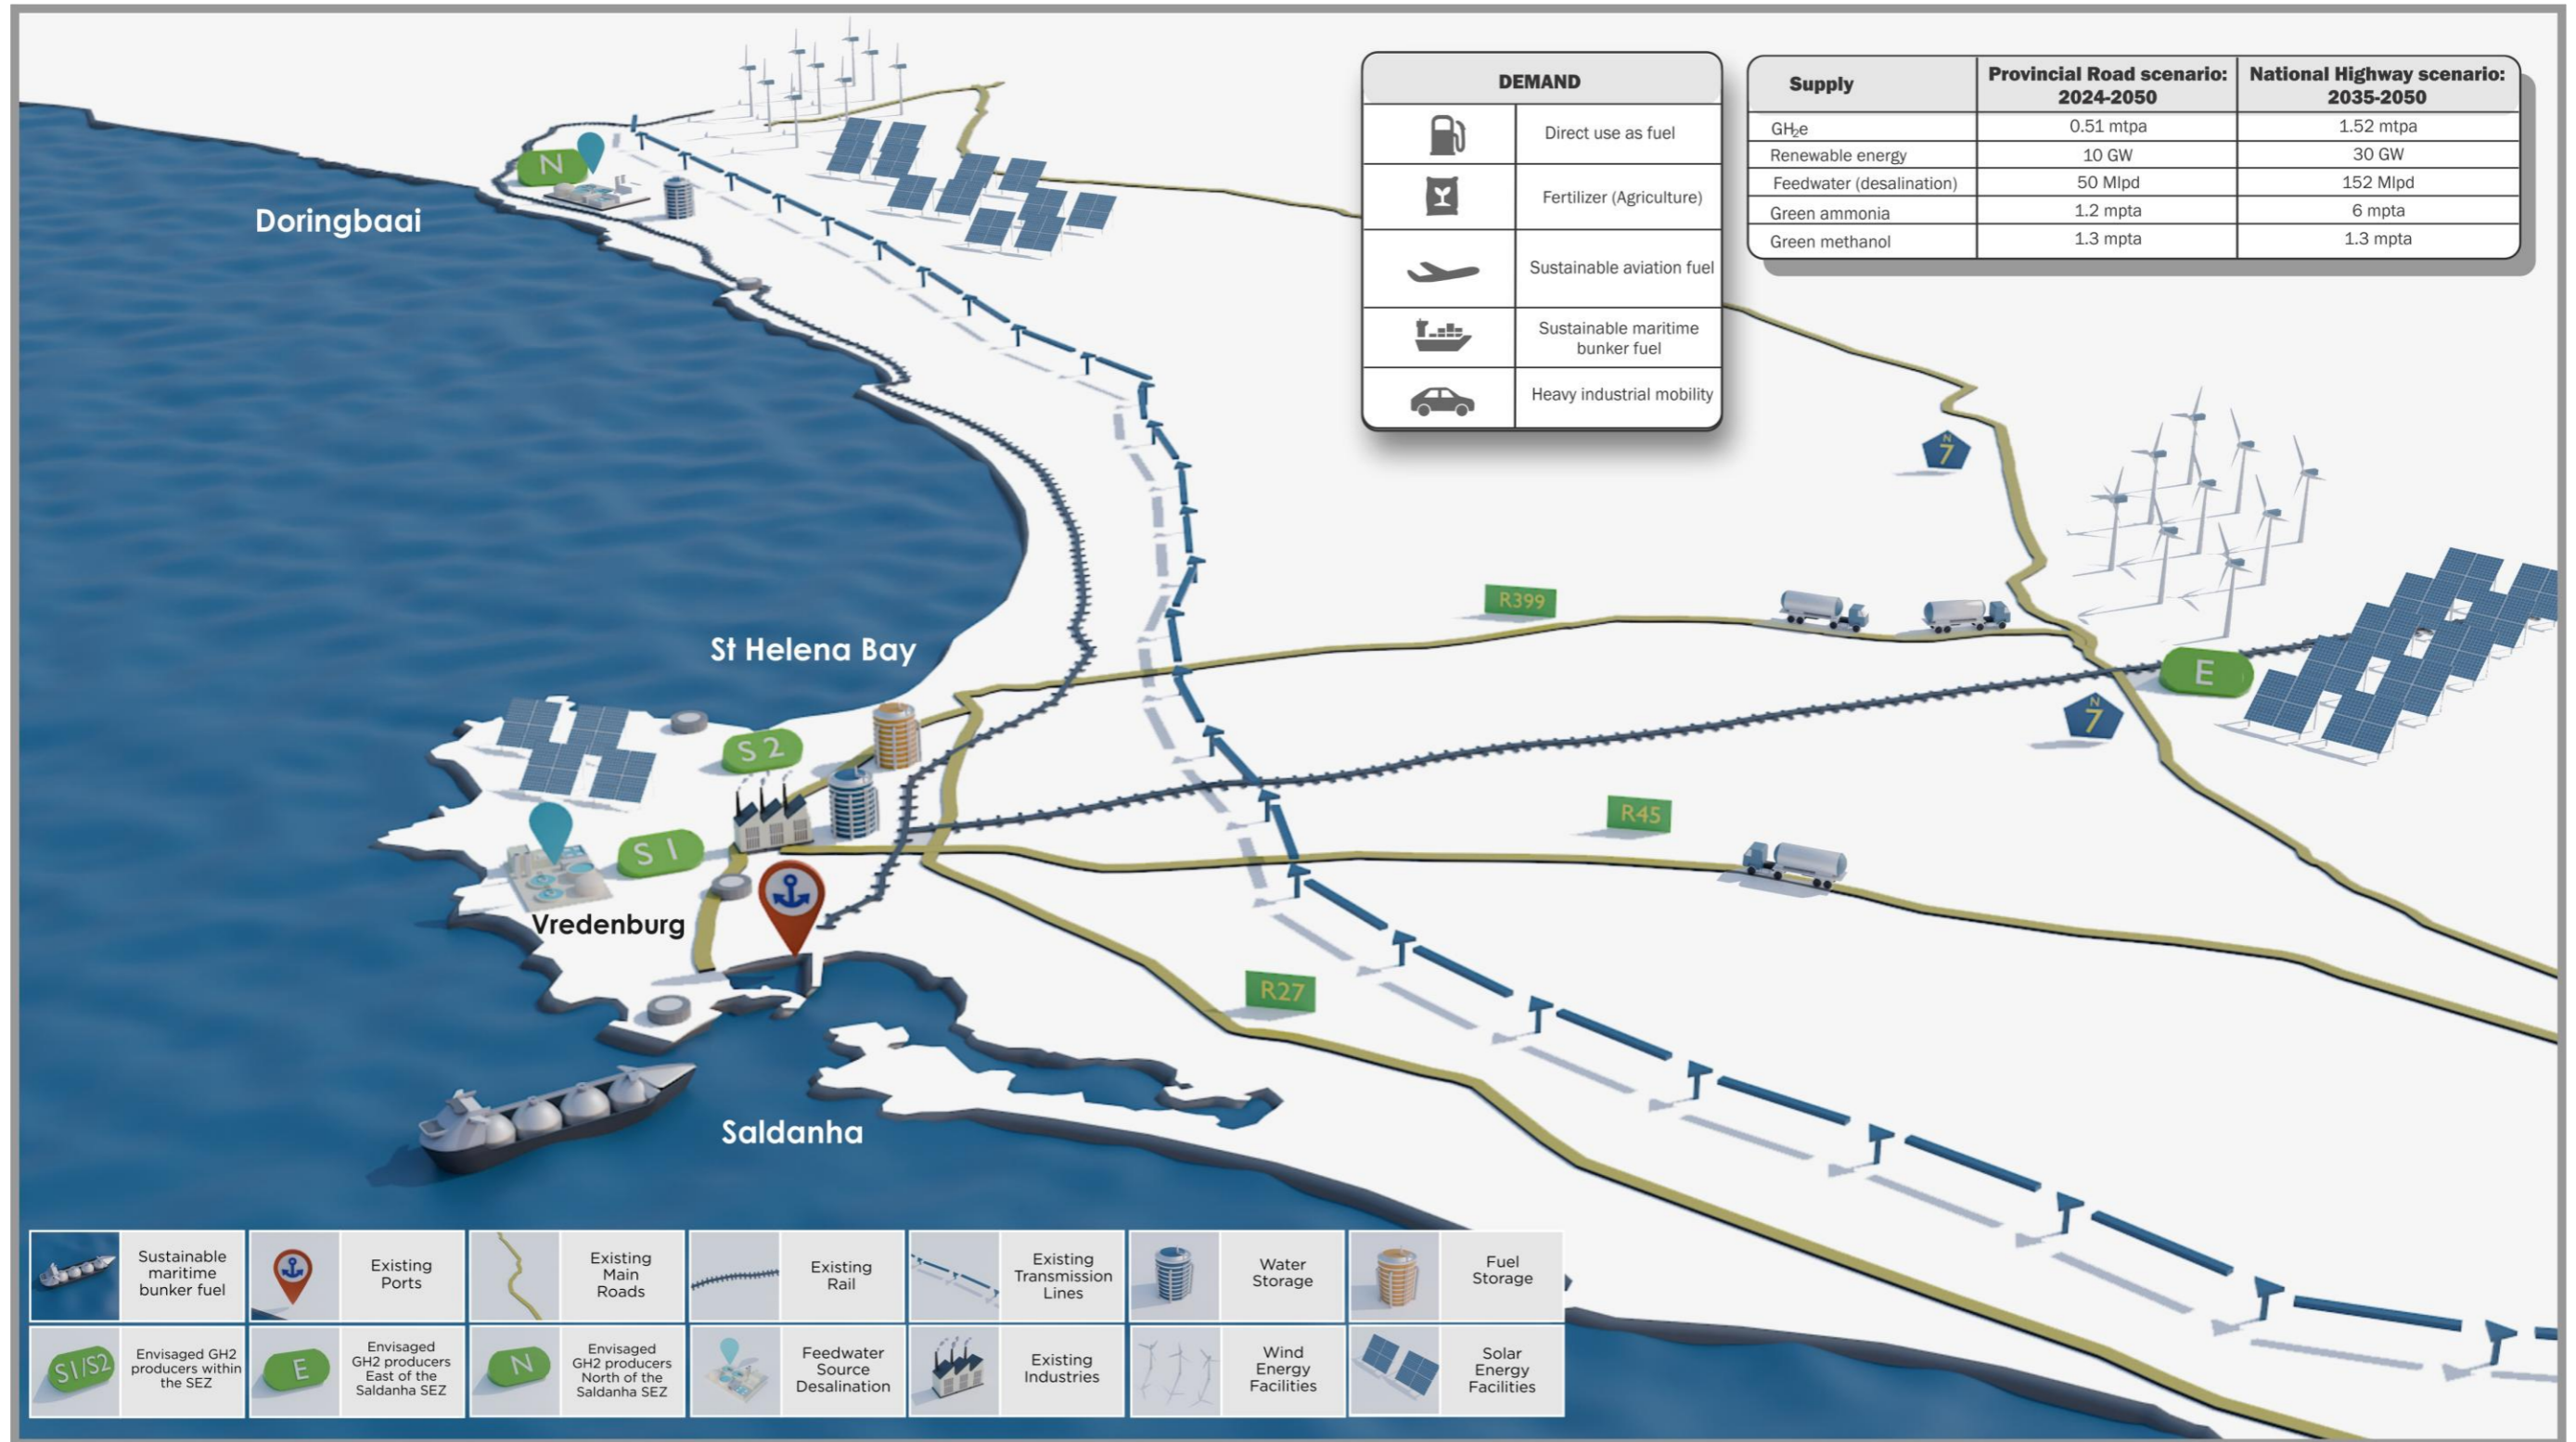 DEMAND
Direct use as fuel
Fertilizer (Agriculture)
Sustainable aviation fuel
Sustainable maritime
bunker fuel
Heavy industrial mobility
Supply
Provincial Road scenario:
2024-2050
National Highway scenario:
2035-2050
GH₂e
0.51 mtpa
1.52 mtpa
Renewable energy
10 GW
30 GW
Feedwater (desalination)
50 Mlpd
152 Mlpd
Green ammonia
1.2 mpta
6 mpta
Green methanol
1.3 mpta
1.3 mpta
N
Doringbaai
N
7
R399
St Helena Bay
E
N
7
S 2
R45
S 1
Vredenburg
R27
Saldanha
Sustainable
maritime
bunker fuel
Existing
Ports
Existing
Main
Roads
Existing
Rail
Existing
Transmission
Lines
Water
Storage
Fuel
Storage
S1/S2
Envisaged GH2
producers within
the SEZ
E
Envisaged
GH2 producers
East of the
Saldanha SEZ
N
Envisaged
GH2 producers
North of the
Saldanha SEZ
Feedwater
Source
Desalination
Existing
Industries
Wind
Energy
Facilities
Solar
Energy
Facilities